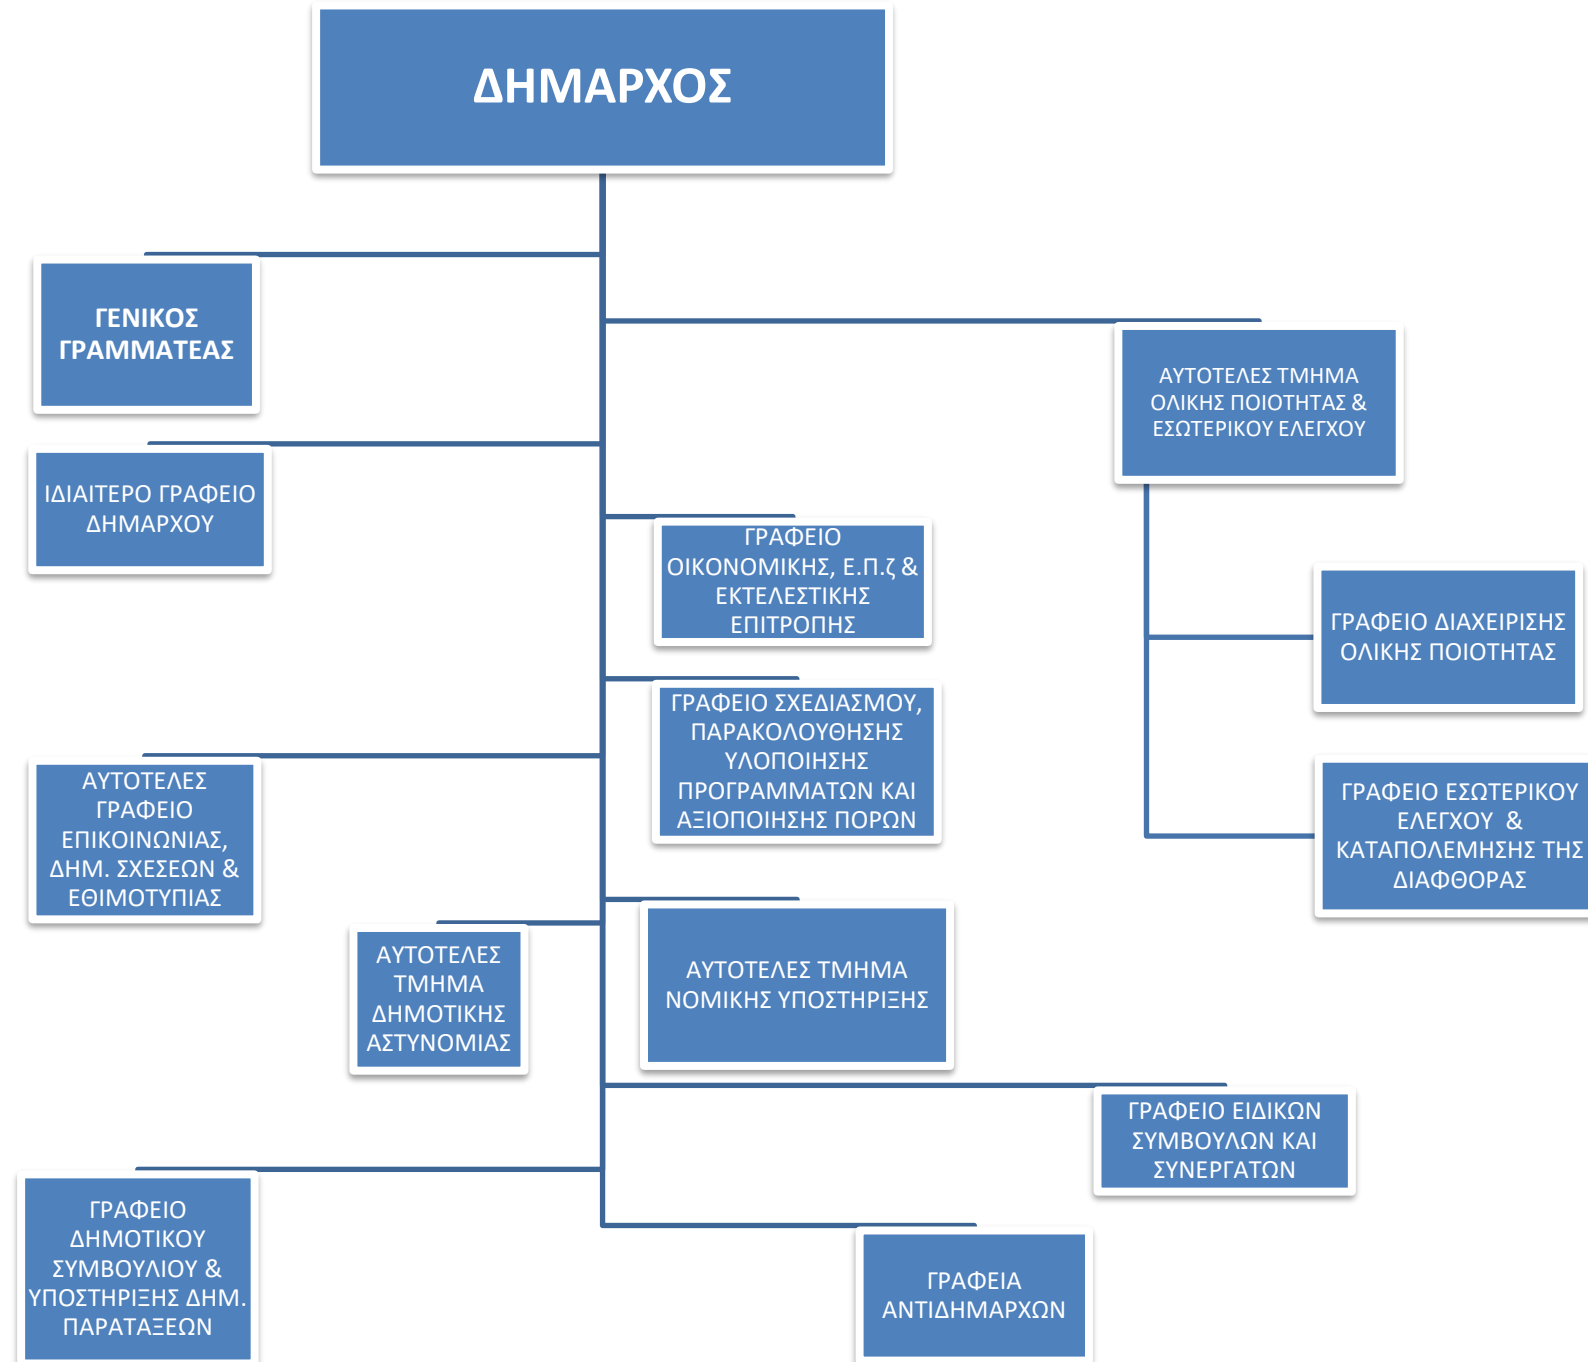 ΔΗΜΑΡΧΟΣ
ΓΕΝΙΚΟΣ
ΓΡΑΜΜΑΤΕΑΣ
ΑΥΤΟΤΕΛΕΣ ΤΜΗΜΑ
ΟΛΙΚΗΣ ΠΟΙΟΤΗΤΑΣ &
ΕΣΩΤΕΡΙΚΟΥ ΕΛΕΓΧΟΥ
ΙΔΙΑΙΤΕΡΟ ΓΡΑΦΕΙΟ
ΔΗΜΑΡΧΟΥ
ΓΡΑΦΕΙΟ
ΟΙΚΟΝΟΜΙΚΗΣ, Ε.Π.ζ &
ΕΚΤΕΛΕΣΤΙΚΗΣ
ΕΠΙΤΡΟΠΗΣ
ΓΡΑΦΕΙΟ ΔΙΑΧΕΙΡΙΣΗΣ
ΟΛΙΚΗΣ ΠΟΙΟΤΗΤΑΣ
ΓΡΑΦΕΙΟ ΣΧΕΔΙΑΣΜΟΥ,
ΠΑΡΑΚΟΛΟΥΘΗΣΗΣ
ΥΛΟΠΟΙΗΣΗΣ
ΠΡΟΓΡΑΜΜΑΤΩΝ ΚΑΙ
ΑΞΙΟΠΟΙΗΣΗΣ ΠΟΡΩΝ
ΑΥΤΟΤΕΛΕΣ
ΓΡΑΦΕΙΟ
ΕΠΙΚΟΙΝΩΝΙΑΣ,
ΔΗΜ. ΣΧΕΣΕΩΝ &
ΕΘΙΜΟΤΥΠΙΑΣ
ΓΡΑΦΕΙΟ ΕΣΩΤΕΡΙΚΟΥ
ΕΛΕΓΧΟΥ &
ΚΑΤΑΠΟΛΕΜΗΣΗΣ ΤΗΣ
ΔΙΑΦΘΟΡΑΣ
ΑΥΤΟΤΕΛΕΣ
ΤΜΗΜΑ
ΔΗΜΟΤΙΚΗΣ
ΑΣΤΥΝΟΜΙΑΣ
ΑΥΤΟΤΕΛΕΣ ΤΜΗΜΑ
ΝΟΜΙΚΗΣ ΥΠΟΣΤΗΡΙΞΗΣ
ΓΡΑΦΕΙΟ ΕΙΔΙΚΩΝ
ΣΥΜΒΟΥΛΩΝ ΚΑΙ
ΣΥΝΕΡΓΑΤΩΝ
ΓΡΑΦΕΙΟ
ΔΗΜΟΤΙΚΟΥ
ΣΥΜΒΟΥΛΙΟΥ &
ΥΠΟΣΤΗΡΙΞΗΣ ΔΗΜ.
ΠΑΡΑΤΑΞΕΩΝ
ΓΡΑΦΕΙΑ
ΑΝΤΙΔΗΜΑΡΧΩΝ